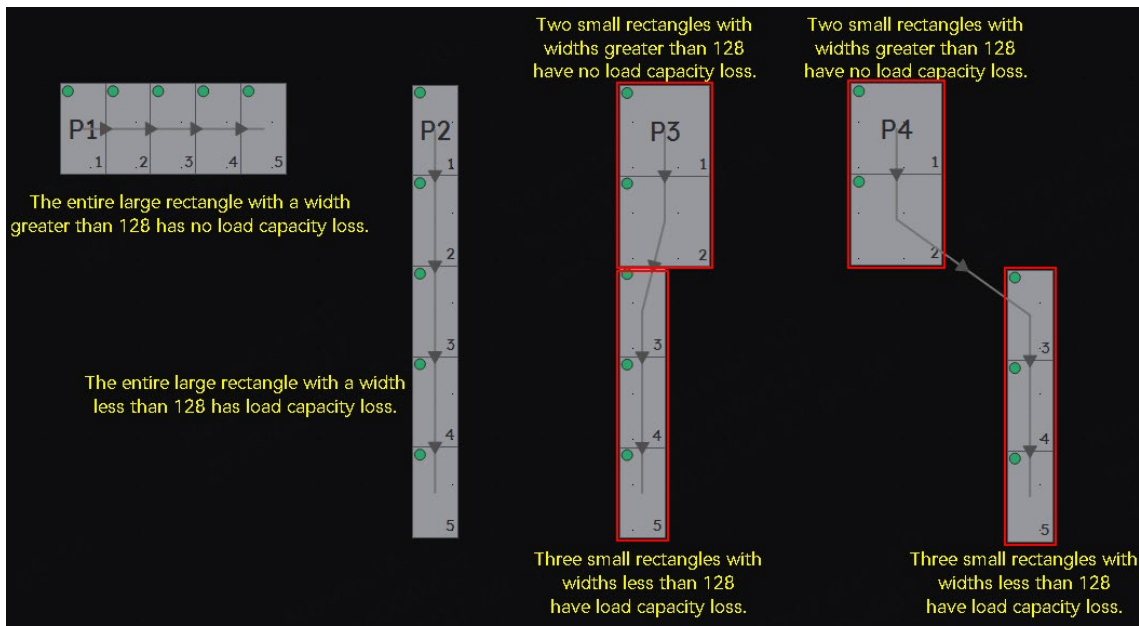 Two small rectangles with
widths greater than 128
have no load capacity loss.
Two small rectangles with
widths greater than 128
have no load capacity loss.
P1
.1
.2
.3
.4
.5
The entire large rectangle with a width
greater than 128 has no load capacity loss.
P2
1
2
3
4
5
The entire large rectangle with a width
less than 128 has load capacity loss.
P3
1
2
3
4
5
Three small rectangles with
widths less than 128
have load capacity loss.
P4
1
2
3
4
5
Three small rectangles with
widths less than 128
have load capacity loss.